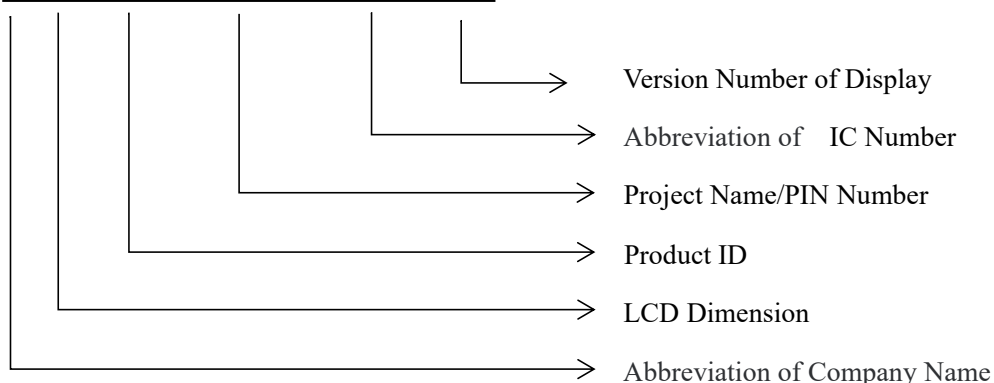 Version Number of Display
Abbreviation of IC Number
Project Name/PIN Number
Product ID
LCD Dimension
Abbreviation of Company Name